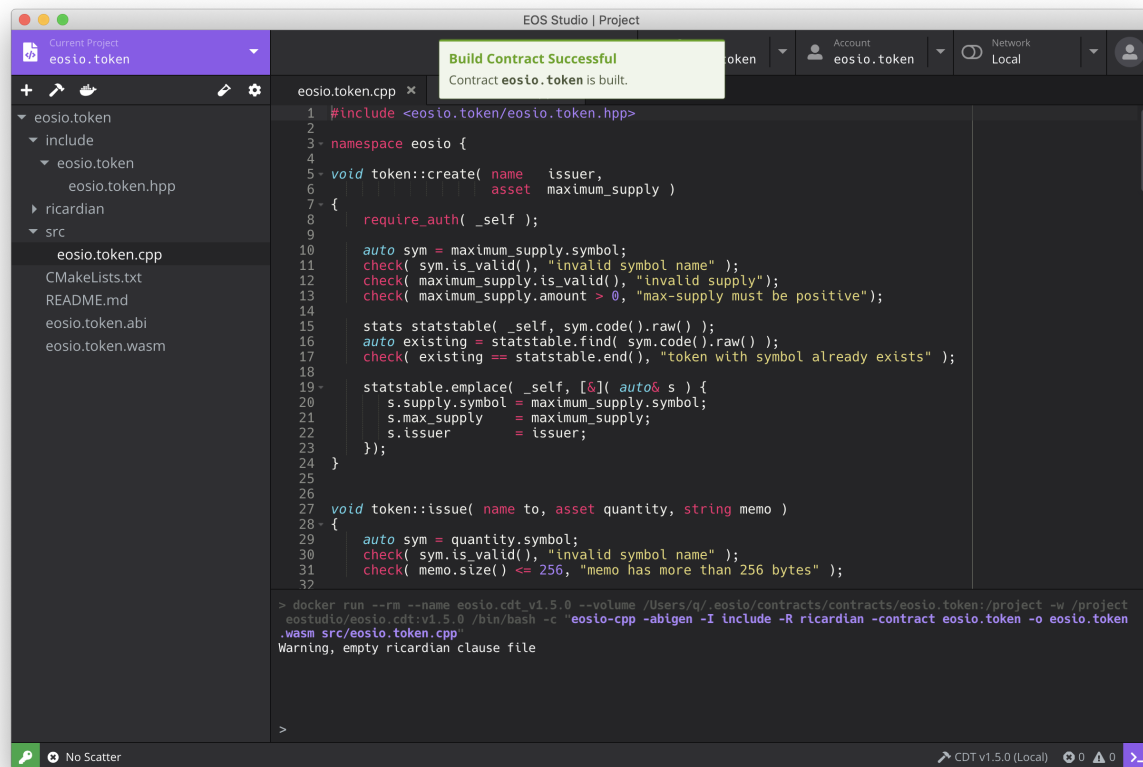 EOS Studio | Project
Current Project
eosio.token
Build Contract Successful
Contract eosio.token is built.
oken
Account
eosio.token
Network
Local
eosio.token.cpp
eosio.token
include
eosio.token
eosio.token.hpp
ricardian
src
eosio.token.cpp
CMakeLists.txt
README.md
eosio.token.abi
eosio.token.wasm
1 #include <eosio.token/eosio.token.hpp>
2
3 namespace eosio {
4
5 void token::create( name   issuer,
6                     asset  maximum_supply )
7 {
8     require_auth( _self );
9
10     auto sym = maximum_supply.symbol;
11     check( sym.is_valid(), "invalid symbol name" );
12     check( maximum_supply.is_valid(), "invalid supply");
13     check( maximum_supply.amount > 0, "max-supply must be positive");
14
15     stats statstable( _self, sym.code().raw() );
16     auto existing = statstable.find( sym.code().raw() );
17     check( existing == statstable.end(), "token with symbol already exists" );
18
19     statstable.emplace( _self, [&]( auto& s ) {
20        s.supply.symbol = maximum_supply.symbol;
21        s.max_supply    = maximum_supply;
22        s.issuer        = issuer;
23     });
24 }
25
26
27 void token::issue( name to, asset quantity, string memo )
28 {
29     auto sym = quantity.symbol;
30     check( sym.is_valid(), "invalid symbol name" );
31     check( memo.size() <= 256, "memo has more than 256 bytes" );
32
> docker run --rm --name eosio.cdt_v1.5.0 --volume /Users/q/.eosio/contracts/contracts/eosio.token:/project -w /project
eostudio/eosio.cdt:v1.5.0 /bin/bash -c "eosio-cpp -abigen -I include -R ricardian -contract eosio.token -o eosio.token
.wasm src/eosio.token.cpp"
Warning, empty ricardian clause file
>
No Scatter
CDT v1.5.0 (Local)
0
0